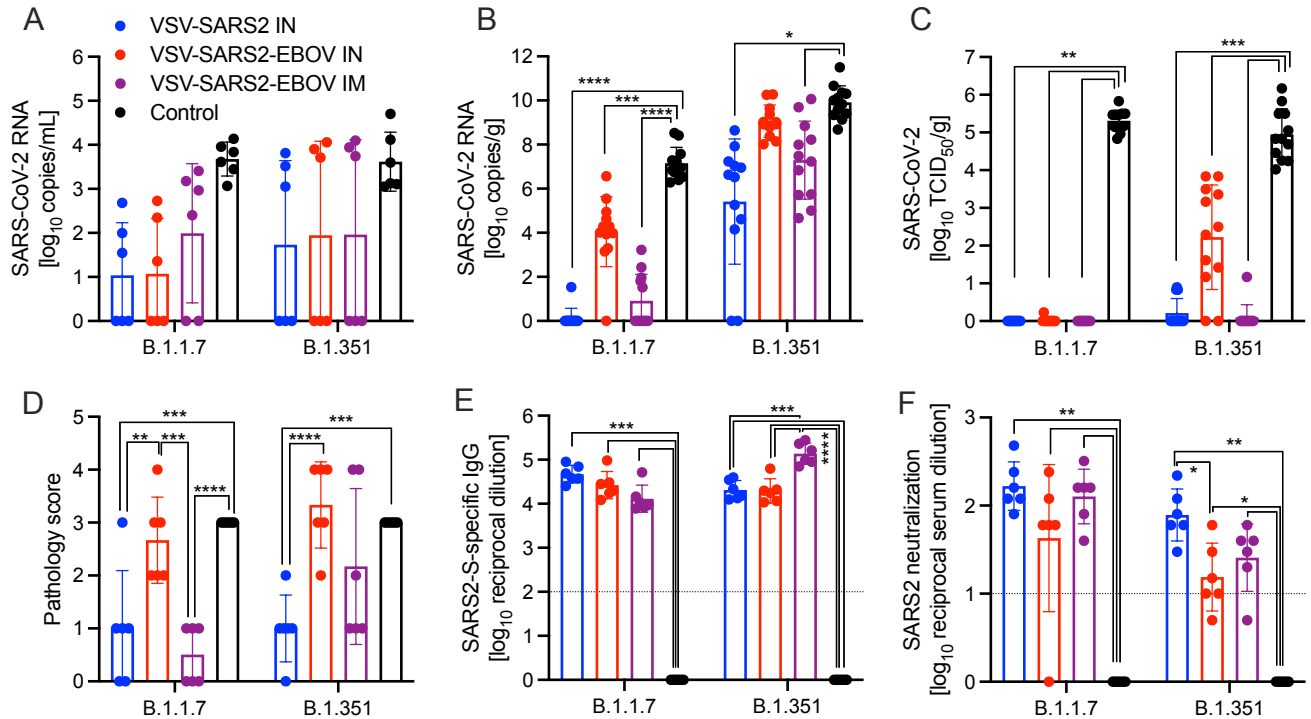 A
VSV-SARS2 IN
VSV-SARS2-EBOV IN
VSV-SARS2-EBOV IM
Control
SARS-CoV-2 RNA
[log10 copies/mL]
6
5
4
3
2
1
0
B.1.1.7
B.1.351
B
SARS-CoV-2 RNA
[log10 copies/g]
12
10
8
6
4
2
0
****
***
****
*
B.1.1.7
B.1.351
C
SARS-CoV-2
[log10 TCID50/g]
7
6
5
4
3
2
1
0
**
***
B.1.1.7
B.1.351
D
Pathology score
5
4
3
2
1
0
***
**
***
****
***
****
B.1.1.7
B.1.351
E
SARS2-S-specific IgG
[log10 reciprocal dilution]
6
5
4
3
2
1
0
***
***
****
B.1.1.7
B.1.351
F
SARS2 neutralization
[log10 reciprocal serum dilution]
3
2
1
0
**
**
*
*
B.1.1.7
B.1.351